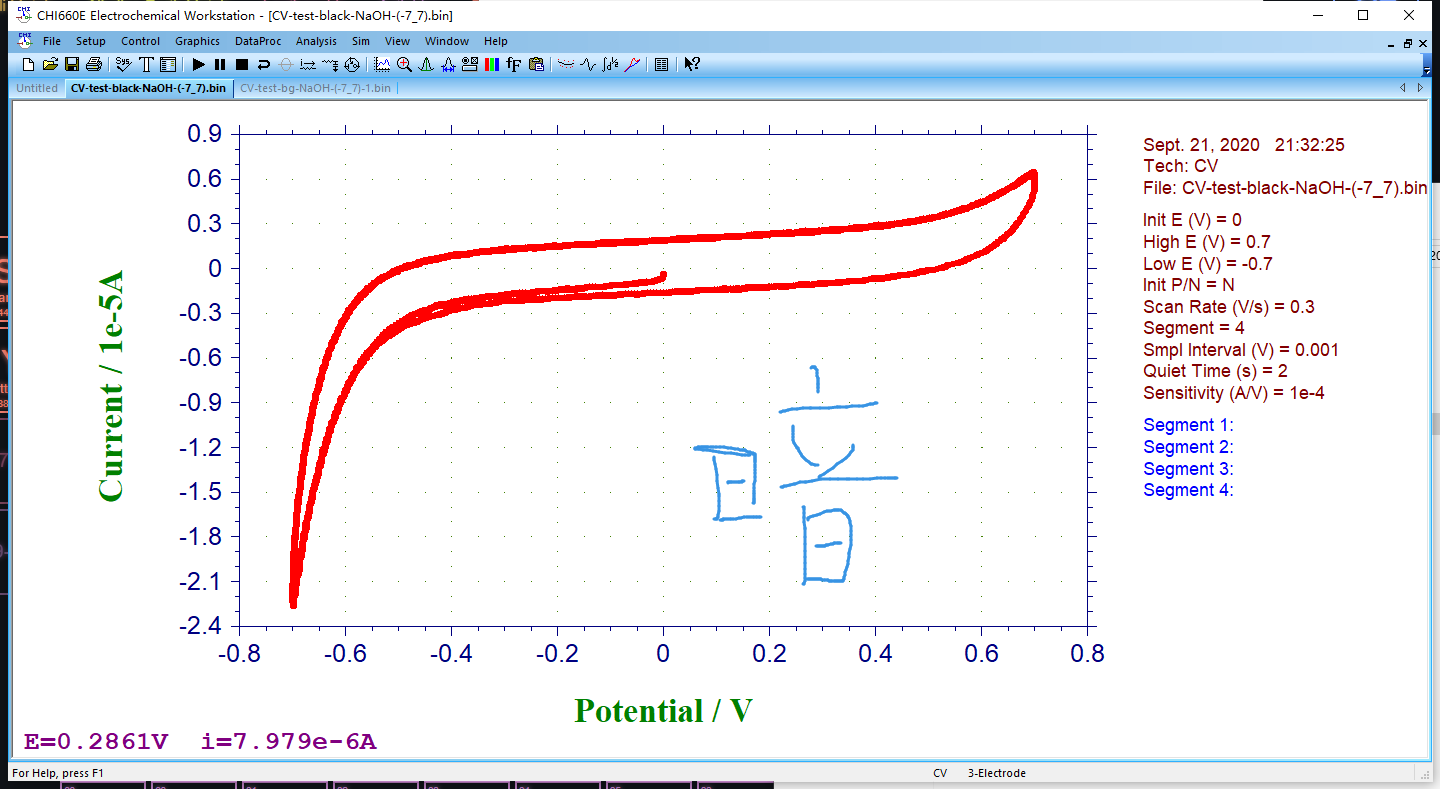 CHI660E Electrochemical Workstation - [CV-test-black-NaOH-(-7_7).bin]
File Setup Control Graphics DataProc Analysis Sim View Window Help
Untitled CV-test-black-NaOH-(-7_7).bin CV-test-bg-NaOH-(-7_7)-1.bin
0.9
0.6
0.3
0
-0.3
-0.6
-0.9
-1.2
-1.5
-1.8
-2.1
-2.4
Current / 1e-5A
-0.8 -0.6 -0.4 -0.2 0 0.2 0.4 0.6 0.8
Potential / V
Sept. 21, 2020 21:32:25
Tech: CV
File: CV-test-black-NaOH-(-7_7).bin
Init E (V) = 0
High E (V) = 0.7
Low E (V) = -0.7
Init P/N = N
Scan Rate (V/s) = 0.3
Segment = 4
Smpl Interval (V) = 0.001
Quiet Time (s) = 2
Sensitivity (A/V) = 1e-4
Segment 1:
Segment 2:
Segment 3:
Segment 4:
E=0.2861V i=7.979e-6A
For Help, press F1
CV 3-Electrode